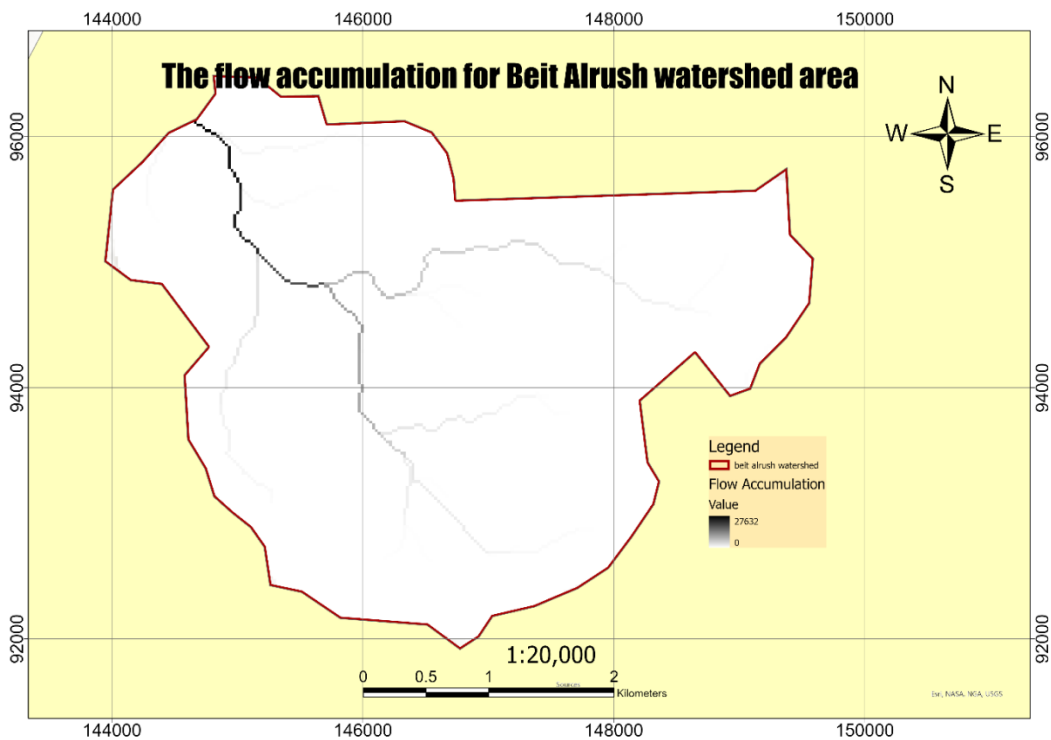 144000 146000 148000 150000
The flow accumulation for Beit Alrush watershed area
N
W E
S
96000 96000
94000 94000
Legend
beit alrush watershed
Flow Accumulation
Value
27632
0
92000 92000
1:20,000
0 0.5 1 2
Sources
Kilometers
Esri, NASA, NGA, USGS
144000 146000 148000 150000